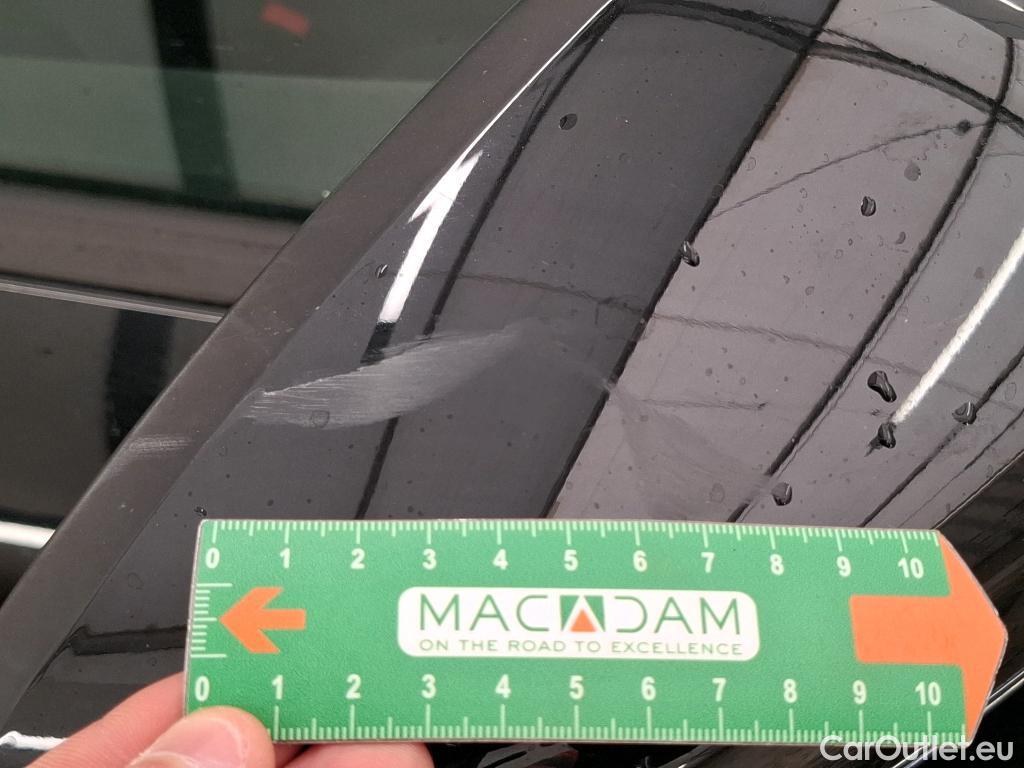 0 1 2 3 4 5 6 7 8 9 10
MACADAM
ON THE ROAD TO EXCELLENCE
0 1 2 3 4 5 6 7 8 9 10
CarOutlet.eu